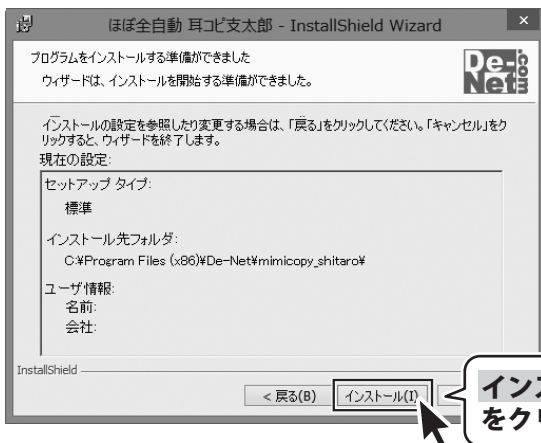 ほぼ全自動 耳コピ支太郎 - InstallShield Wizard
プログラムをインストールする準備ができました
ウィザードは、インストールを開始する準備ができました。
De-Net.com
インストールの設定を参照したり変更する場合は、「戻る」をクリックしてください。「キャンセル」をク
リックすると、ウィザードを終了します。
現在の設定:
セットアップ タイプ:
標準
インストール先フォルダ:
C:¥Program Files (x86)¥De-Net¥mimicopy_shitaro¥
ユーザ情報:
名前:
会社:
InstallShield
< 戻る(B)
インストール(I)
インス
をク